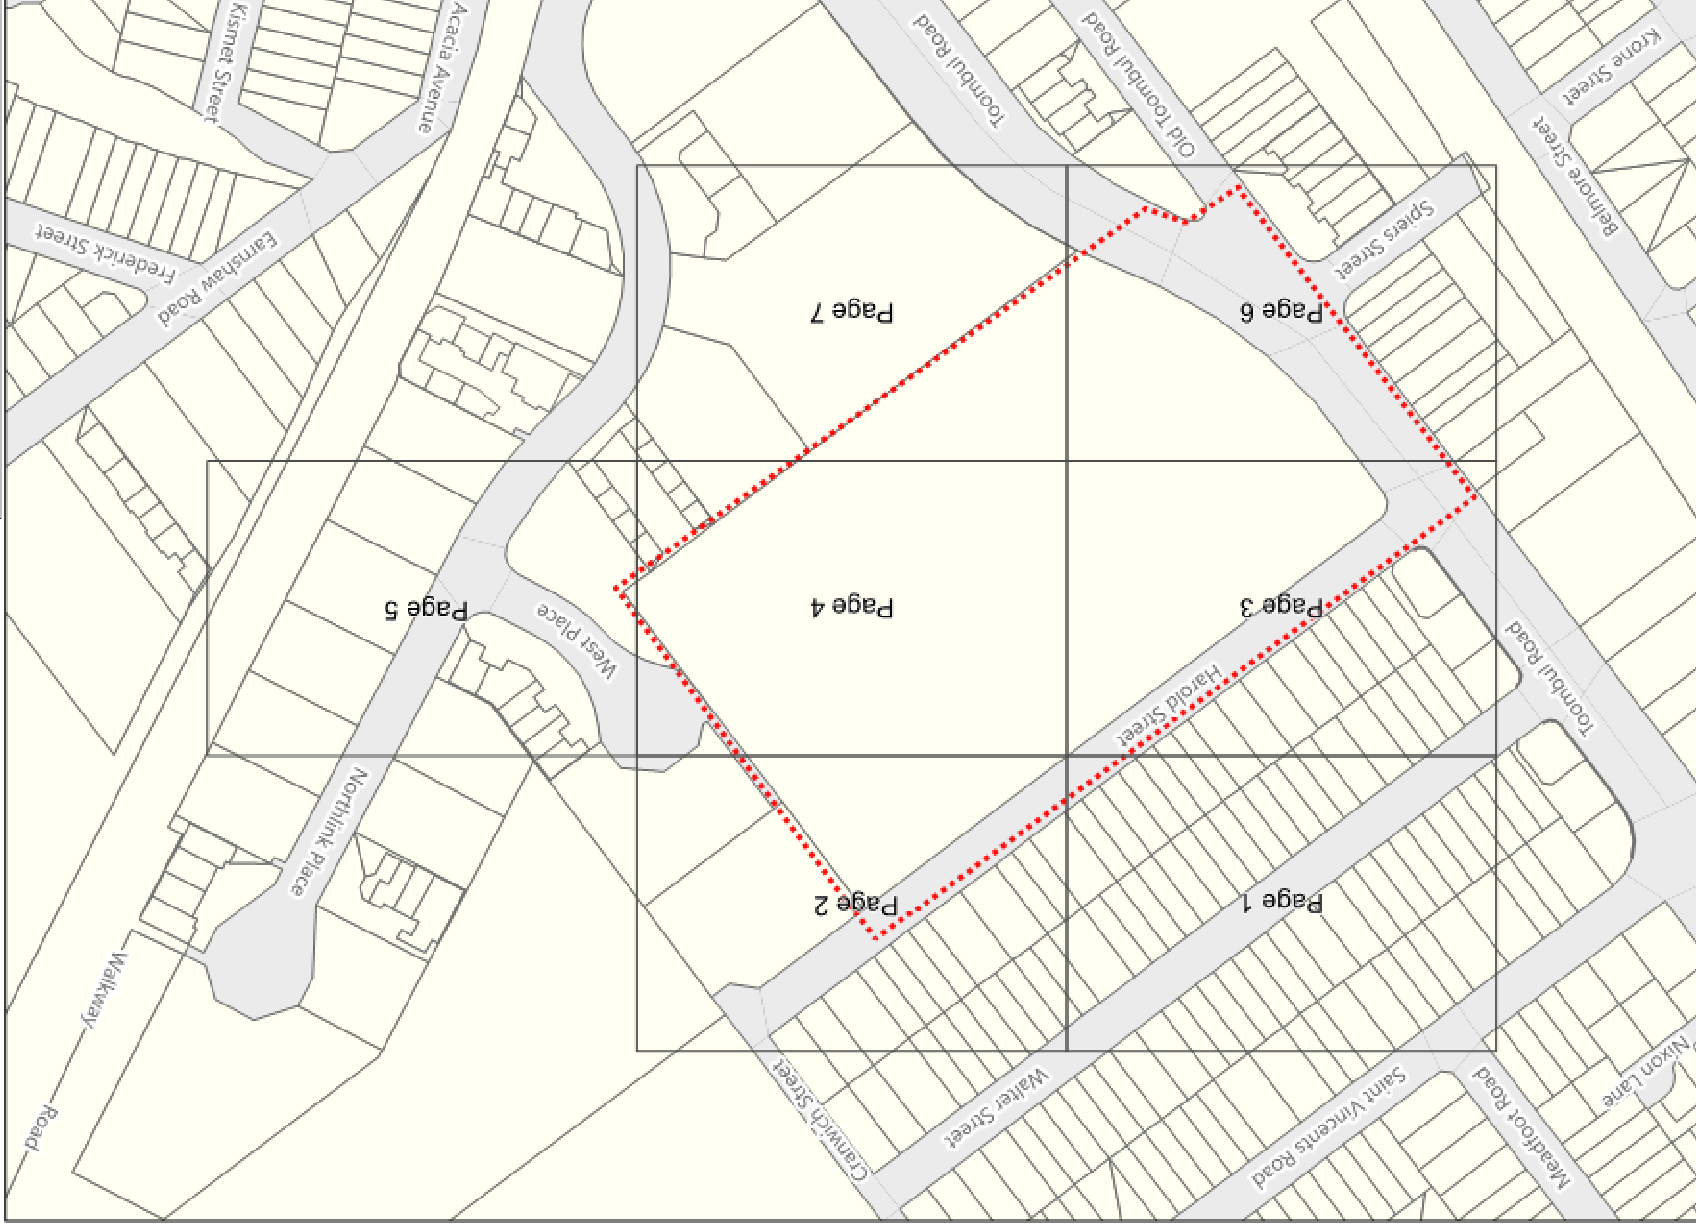 Page 1
Page 2
Page 3
Page 4
Page 5
Page 6
Page 7
Nixon Lane
Meadfoot Road
Saint Vincents Road
Walter Street
Cranwich Street
Road
Walkway
Northlink Place
Toombul Road
Harold Street
West Place
Earnshaw Road
Frederick Street
Spiers Street
Belmore Street
Krone Street
Old Toombul Road
Toombul Road
Acacia Avenue
Kismet Street